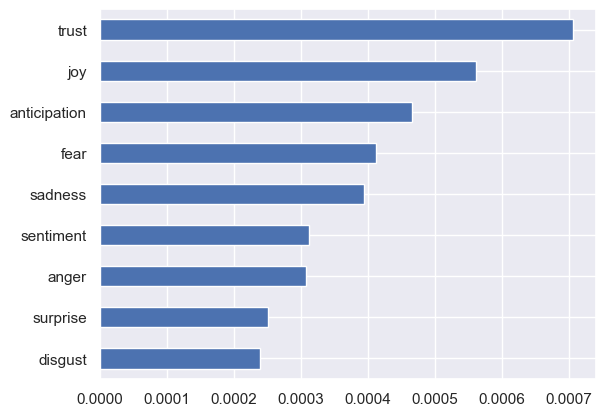 trust
joy
anticipation
fear
sadness
sentiment
anger
surprise
disgust
0.0000 0.0001 0.0002 0.0003 0.0004 0.0005 0.0006 0.0007